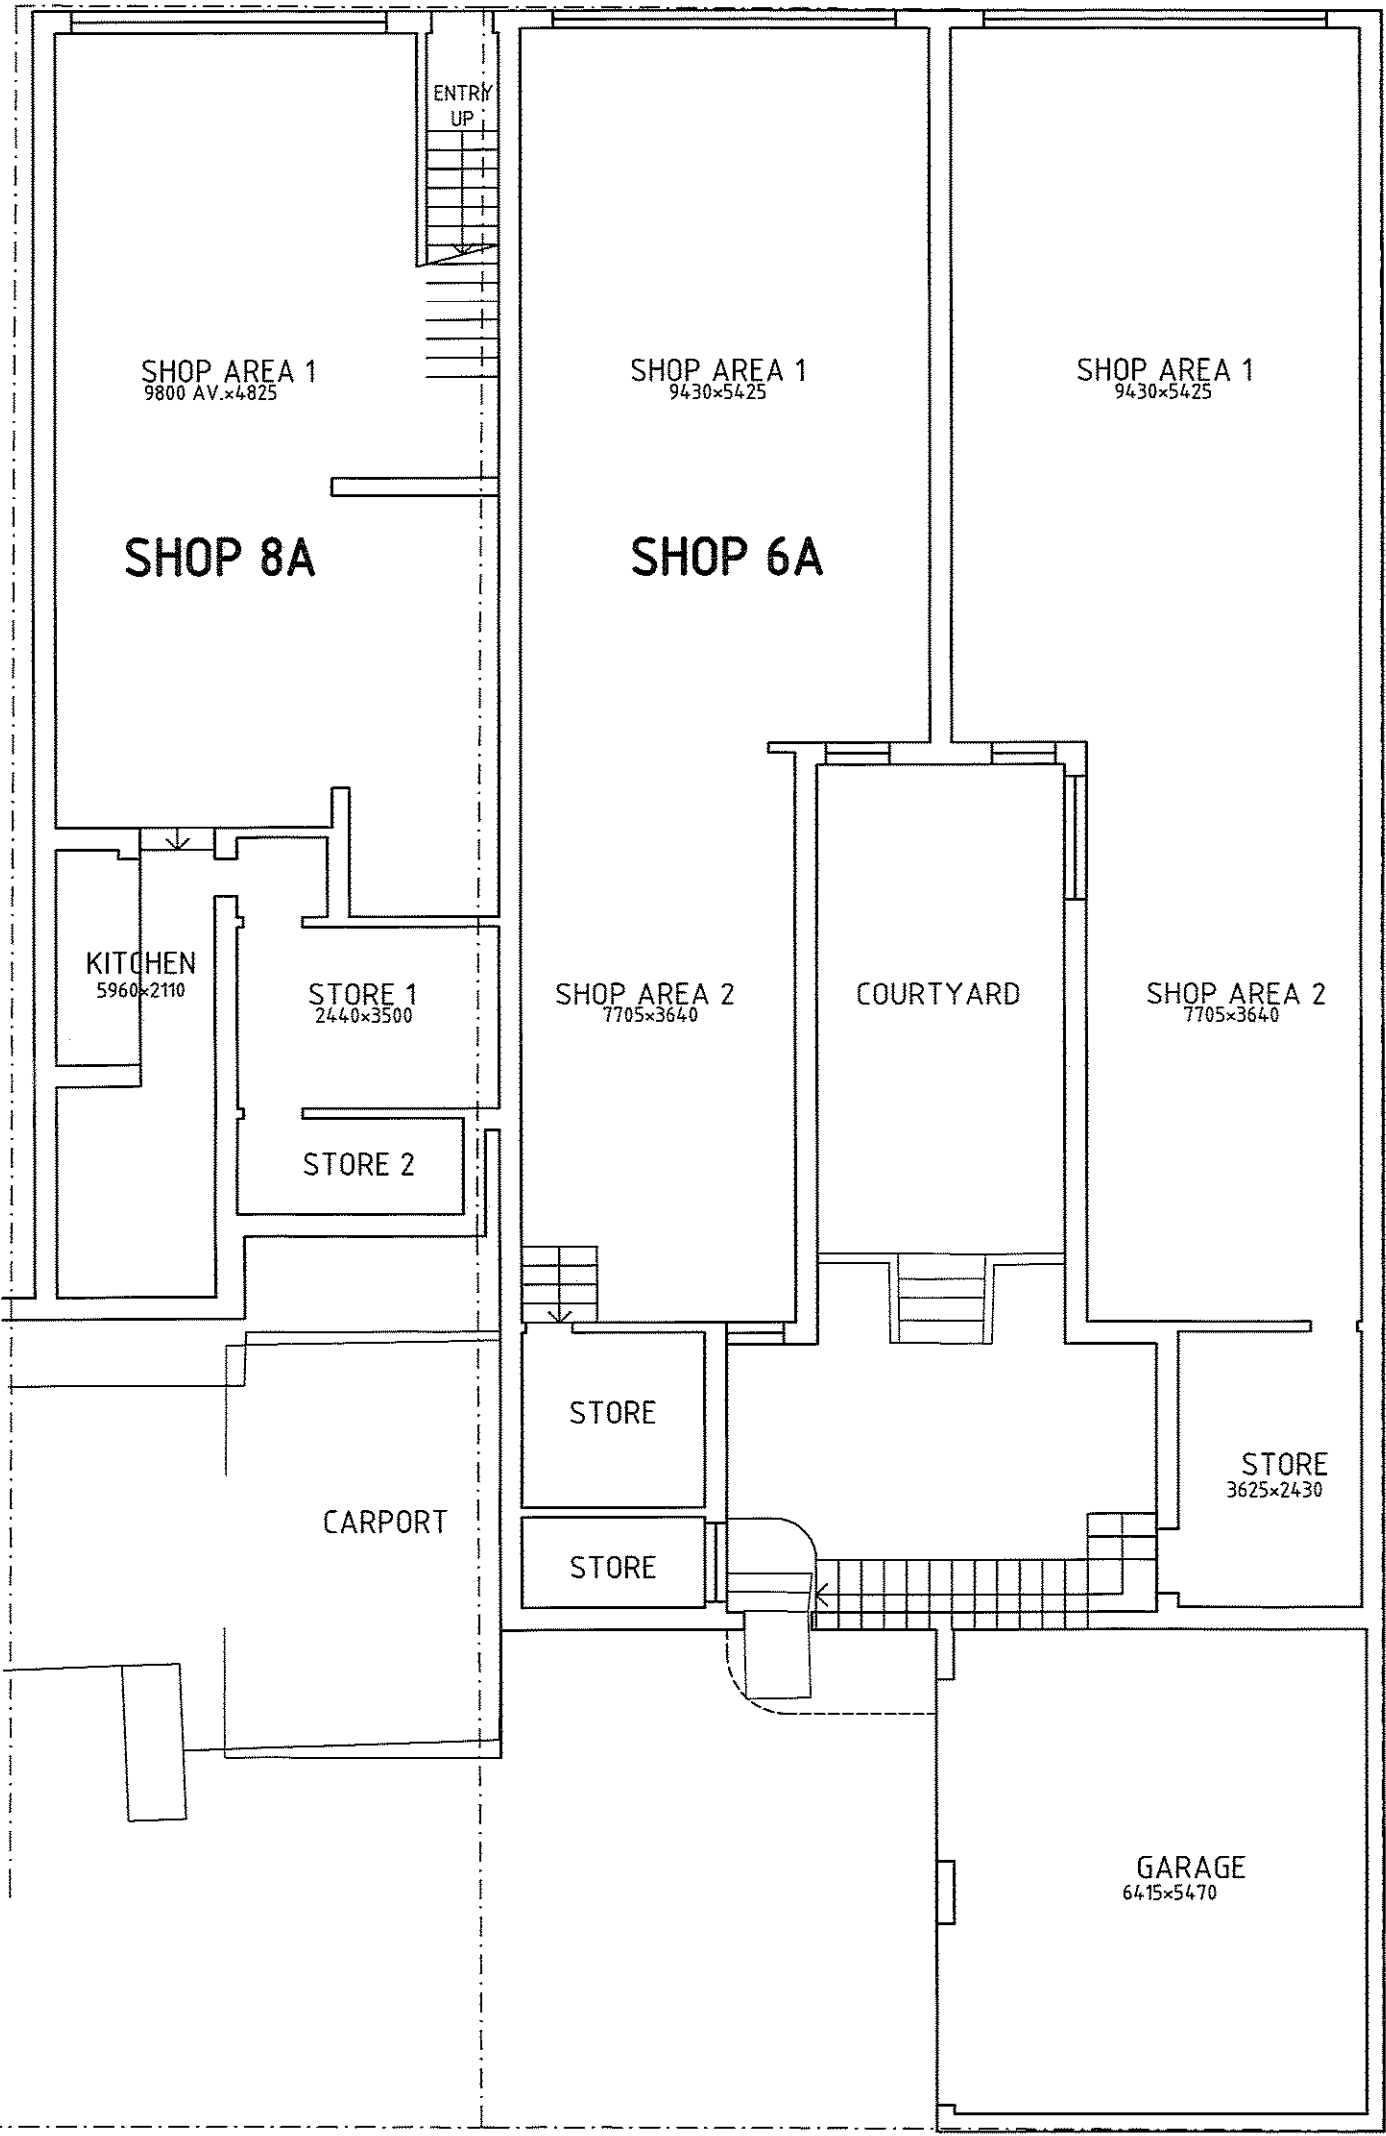 ENTRY
UP
SHOP AREA 1
9800 AV.×4825
SHOP AREA 1
9430×5425
SHOP AREA 1
9430×5425
SHOP 8A
SHOP 6A
KITCHEN
5960×2110
STORE 1
2440×3500
SHOP AREA 2
7705×3640
COURTYARD
SHOP AREA 2
7705×3640
STORE 2
STORE
STORE
3625×2430
CARPORT
STORE
GARAGE
6415×5470